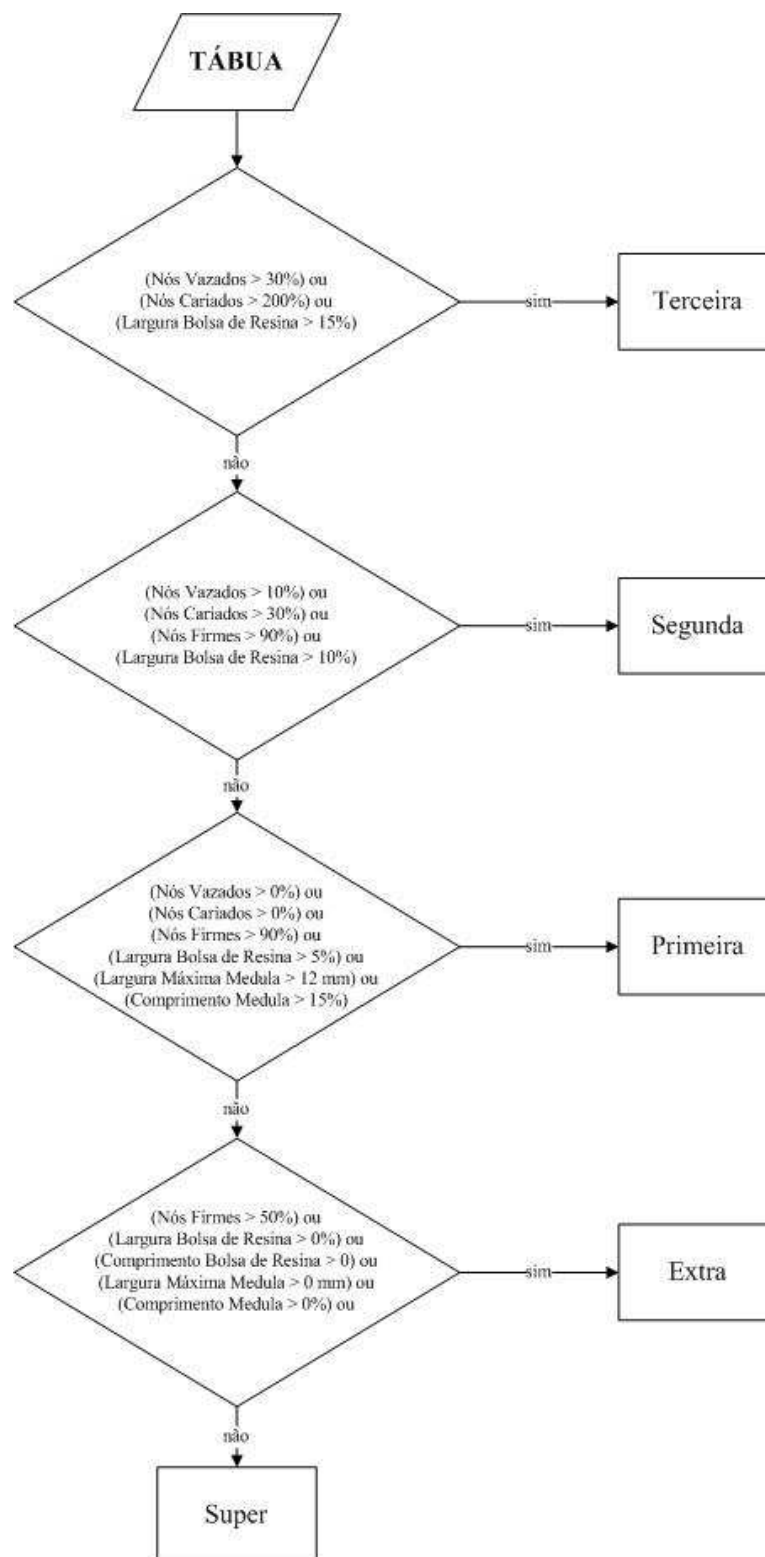 TÁBUA
(Nós Vazados > 30%) ou
(Nós Cariados > 200%) ou
(Largura Bolsa de Resina > 15%)
sim
Terceira
não
(Nós Vazados > 10%) ou
(Nós Cariados > 30%) ou
(Nós Firmes > 90%) ou
(Largura Bolsa de Resina > 10%)
sim
Segunda
não
(Nós Vazados > 0%) ou
(Nós Cariados > 0%) ou
(Nós Firmes > 90%) ou
(Largura Bolsa de Resina > 5%) ou
(Largura Máxima Medula > 12 mm) ou
(Comprimento Medula > 15%)
sim
Primeira
não
(Nós Firmes > 50%) ou
(Largura Bolsa de Resina > 0%) ou
(Comprimento Bolsa de Resina > 0) ou
(Largura Máxima Medula > 0 mm) ou
(Comprimento Medula > 0%) ou
sim
Extra
não
Super